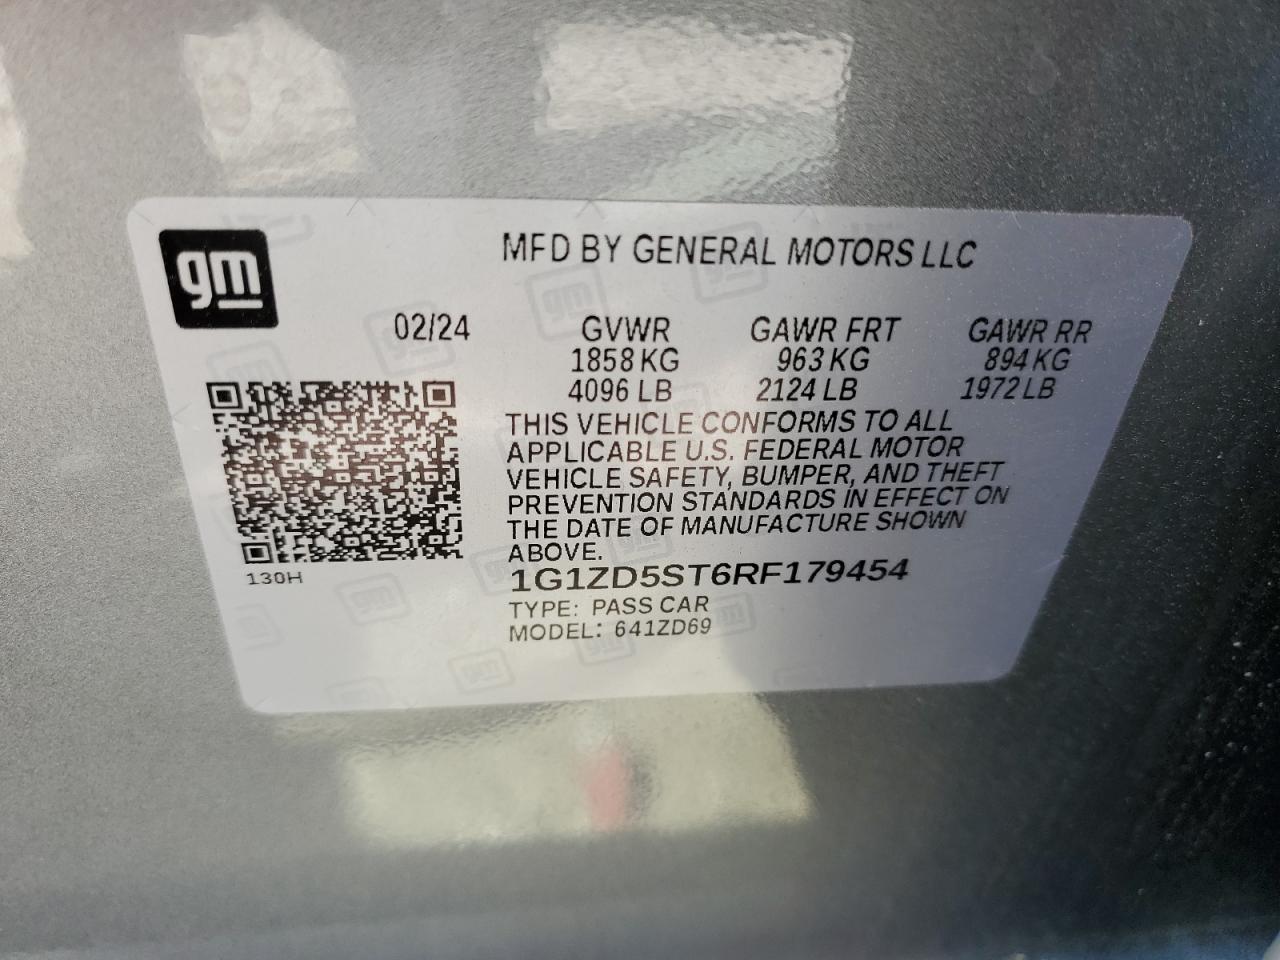 gm
MFD BY GENERAL MOTORS LLC
02/24 GVWR GAWR FRT GAWR RR
1858 KG 963 KG 894 KG
4096 LB 2124 LB 1972 LB
THIS VEHICLE CONFORMS TO ALL
APPLICABLE U.S. FEDERAL MOTOR
VEHICLE SAFETY, BUMPER, AND THEFT
PREVENTION STANDARDS IN EFFECT ON
THE DATE OF MANUFACTURE SHOWN
ABOVE.
130H
1G1ZD5ST6RF179454
TYPE: PASS CAR
MODEL: 641ZD69